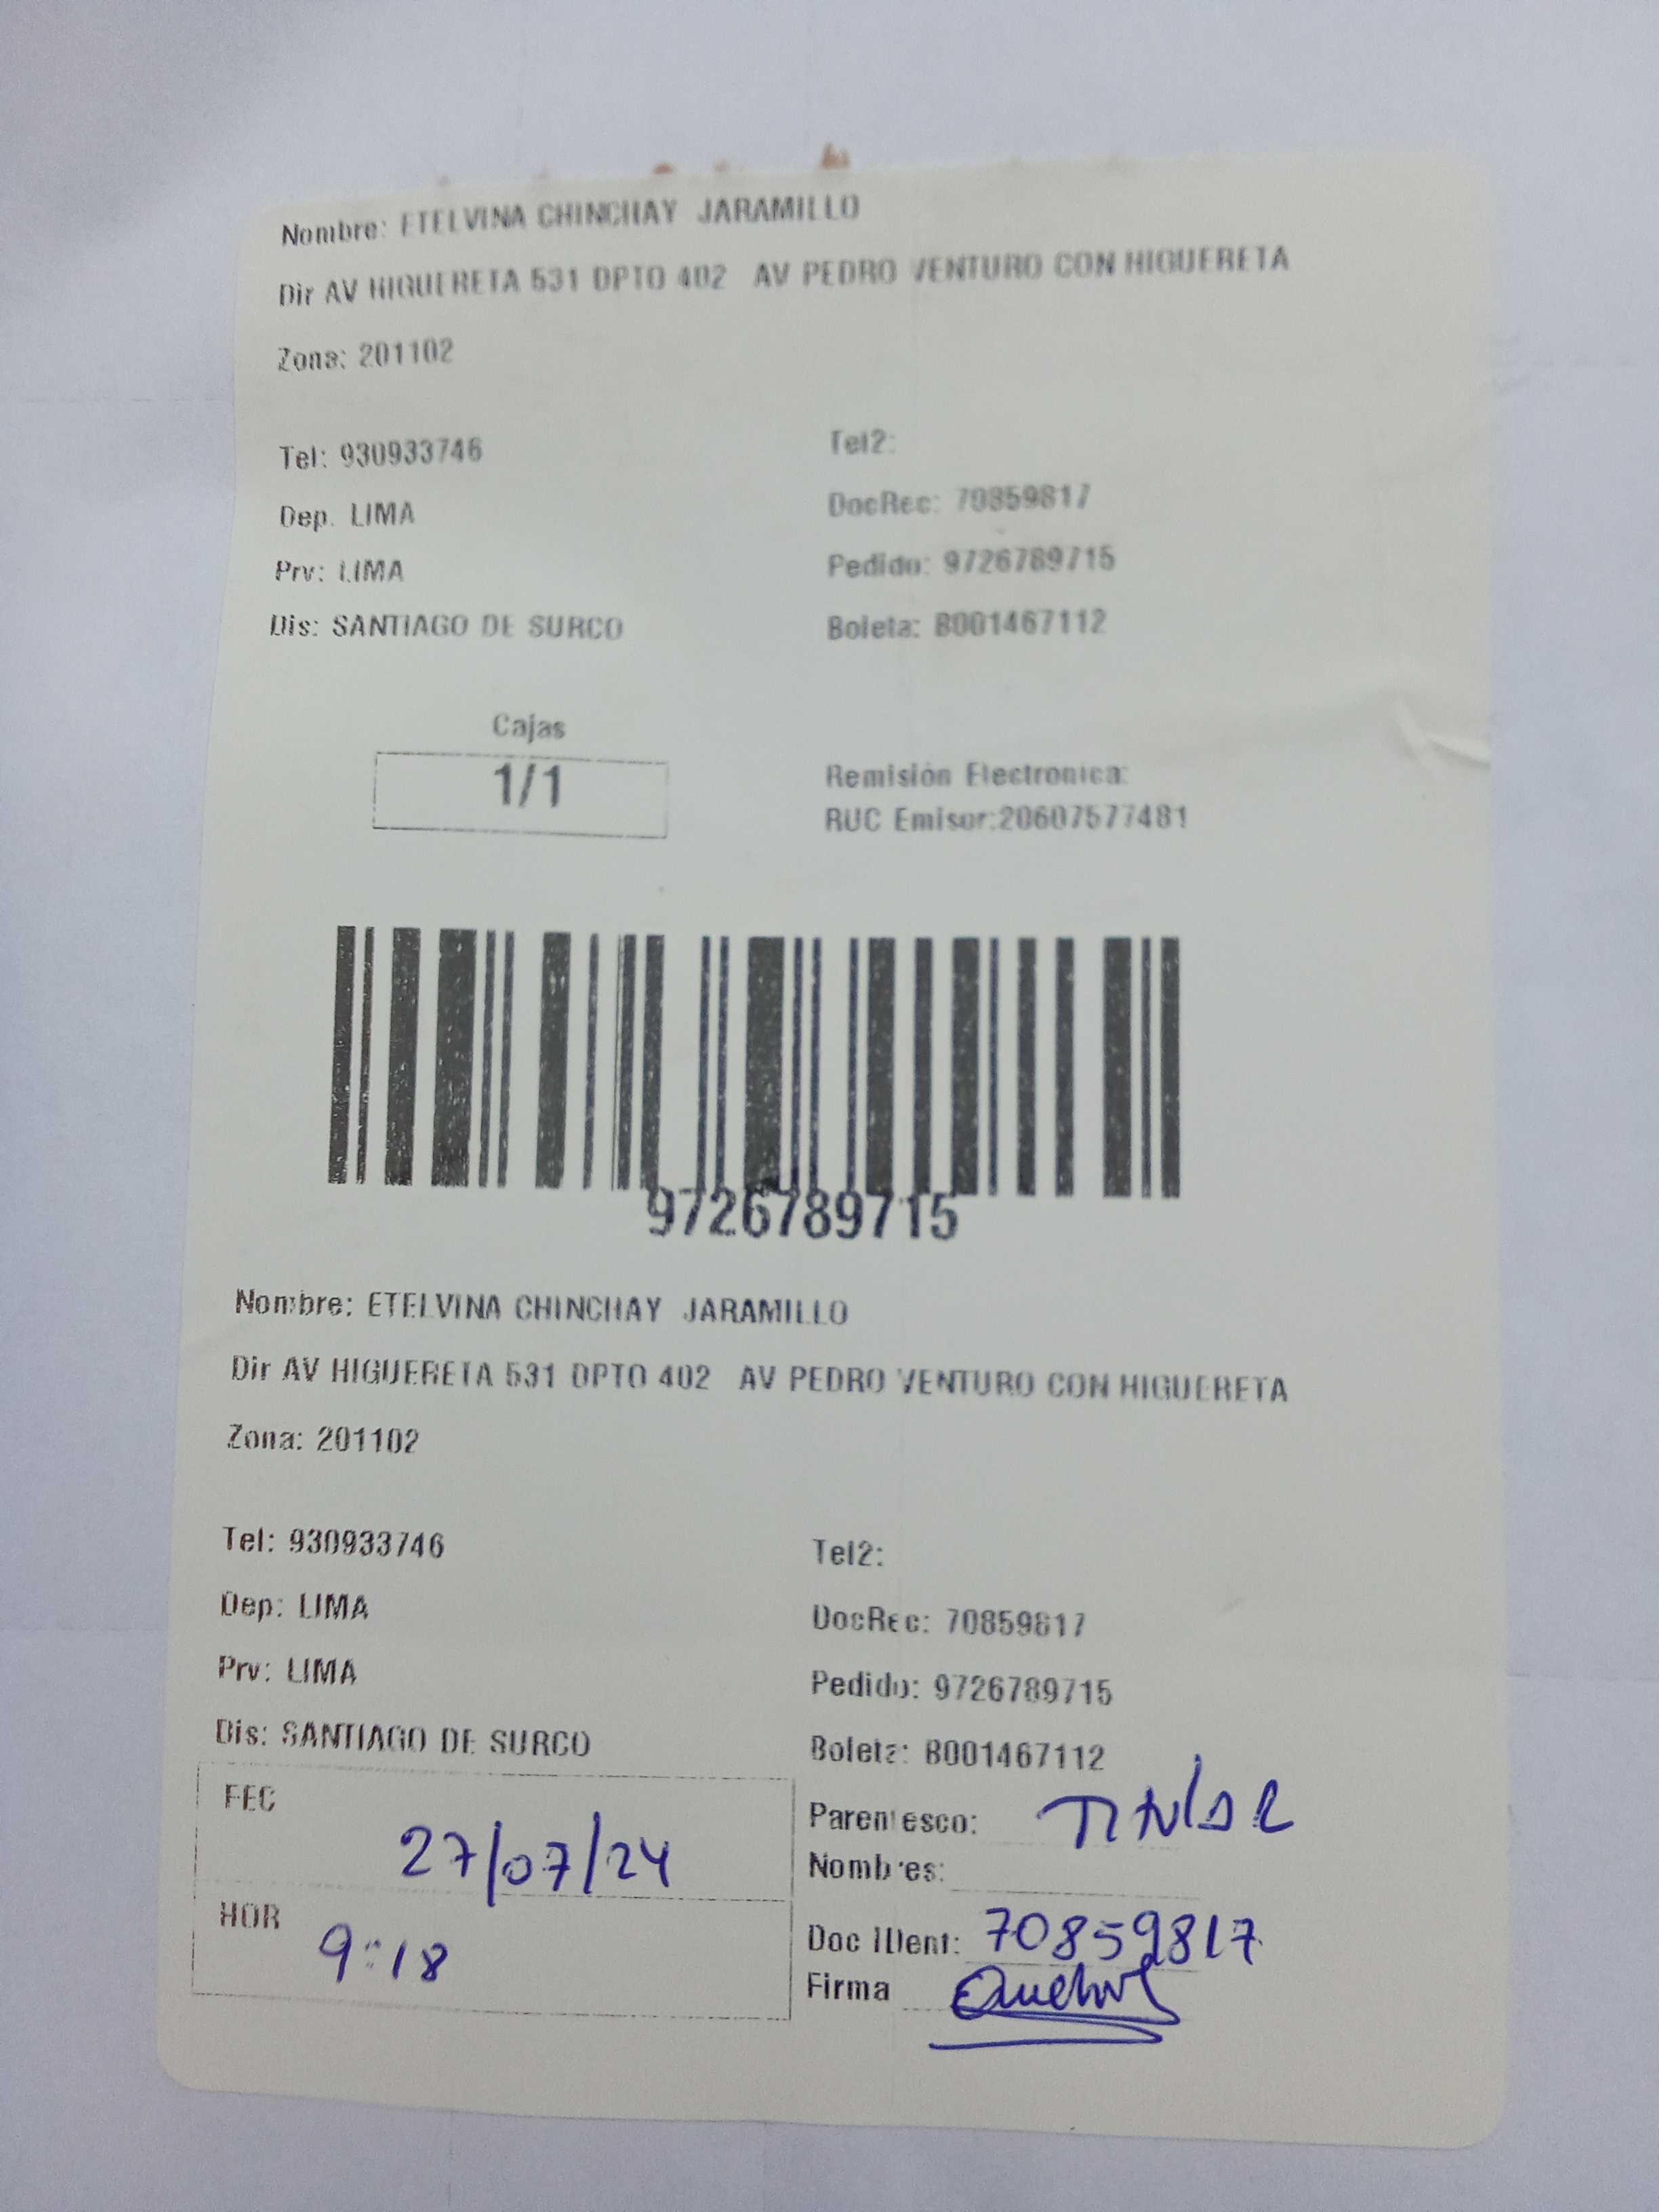 Nombre: ETELVINA CHINCHAY JARAMILLO
Dir AV HIGUERETA 531 DPTO 402 AV PEDRO VENTURO CON HIGUERETA
Zona: 201102
Tel: 930933746 Tel2:
Dep. LIMA DocRec: 70859817
Prv: LIMA Pedido: 9726789715
Dis: SANTIAGO DE SURCO Boleta: B001467112
Cajas
1/1
Remisión Electronica:
RUC Emisor:20607577481
9726789715
Nombre: ETELVINA CHINCHAY JARAMILLO
Dir AV HIGUERETA 531 DPTO 402 AV PEDRO VENTURO CON HIGUERETA
Zona: 201102
Tel: 930933746 Tel2:
Dep: LIMA DocRec: 70859817
Prv: LIMA Pedido: 9726789715
Dis: SANTIAGO DE SURCO Boleta: B001467112
FEC 27/07/24
HOR 9:18
Parentesco:
Nombres:
Doc IDent: 70859817
Firma